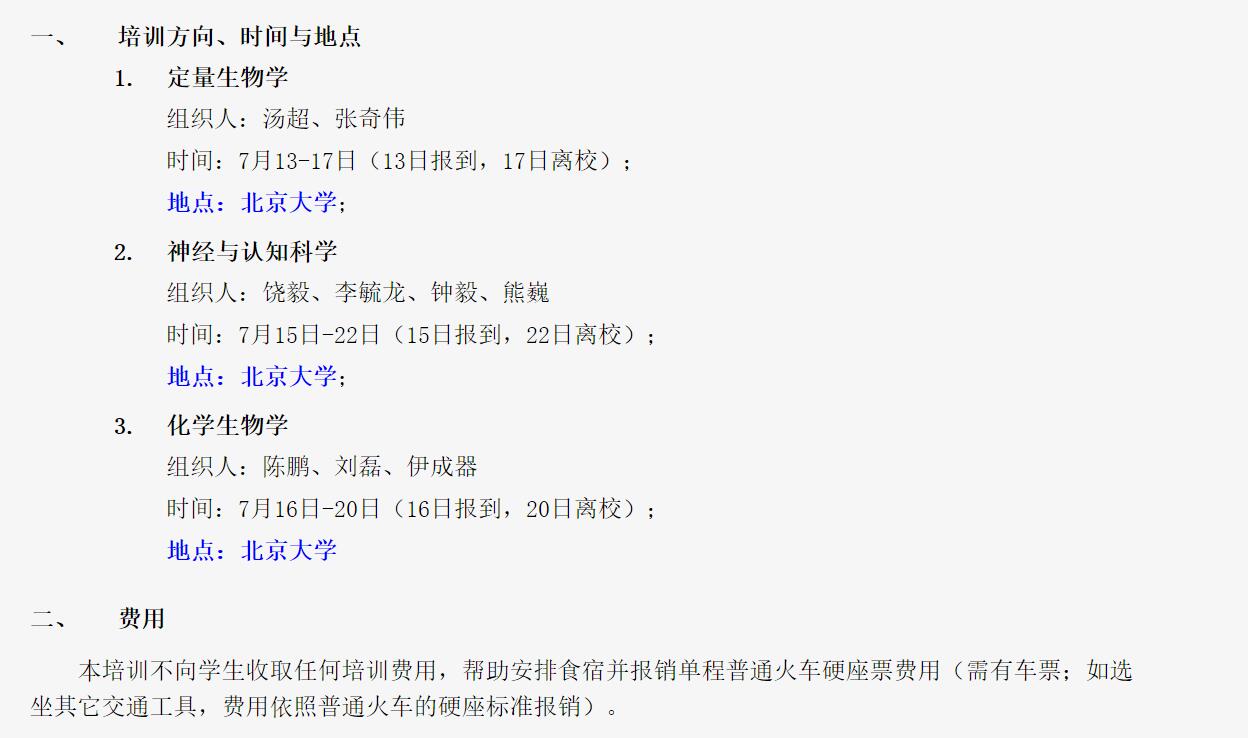 一、 培训方向、时间与地点
1. 定量生物学
组织人：汤超、张奇伟
时间：7月13-17日（13日报到，17日离校）；
地点：北京大学；
2. 神经与认知科学
组织人：饶毅、李毓龙、钟毅、熊巍
时间：7月15日-22日（15日报到，22日离校）；
地点：北京大学；
3. 化学生物学
组织人：陈鹏、刘磊、伊成器
时间：7月16日-20日（16日报到，20日离校）；
地点：北京大学
二、 费用
本培训不向学生收取任何培训费用，帮助安排食宿并报销单程普通火车硬座票费用（需有车票；如选
坐其它交通工具，费用依照普通火车的硬座标准报销）。